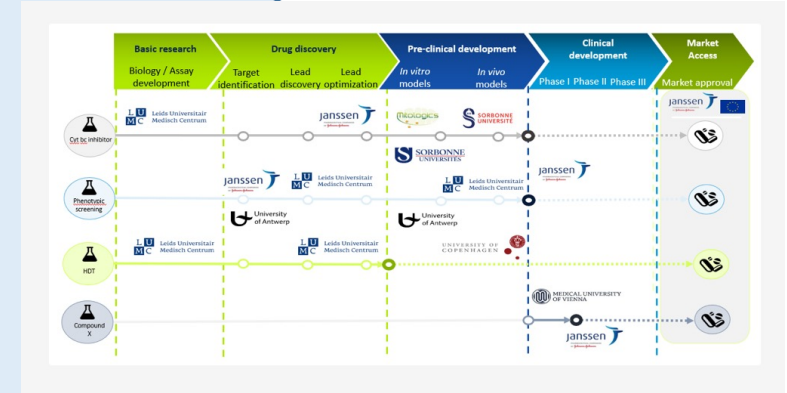 Basic research
Drug discovery
Pre-clinical development
Clinical
development
Market
Access
Biology / Assay
development
Target
identification
Lead
discovery
Lead
optimization
In vitro
models
In vivo
models
Phase I Phase II Phase III
Market approval
Cyt bc inhibitor
L U
M C
Leids Universitair
Medisch Centrum
janssen
SORBONNE
UNIVERSITÉ
SORBONNE
UNIVERSITES
janssen
Phenotypic
screening
janssen
L U
M C
Leids Universitair
Medisch Centrum
L U
M C
Leids Universitair
Medisch Centrum
janssen
University
of Antwerp
University
of Antwerp
HDT
L U
M C
Leids Universitair
Medisch Centrum
L U
M C
Leids Universitair
Medisch Centrum
UNIVERSITY OF
COPENHAGEN
Compound
X
MEDICAL UNIVERSITY
OF VIENNA
janssen